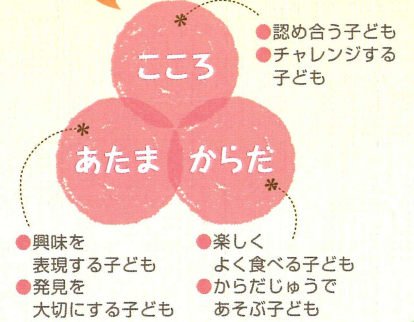 こころ
●認め合う子ども
●チャレンジする
子ども
あたま
からだ
●興味を
表現する子ども
●発見を
大切にする子ども
●楽しく
よく食べる子ども
●からだじゅうで
あそぶ子ども